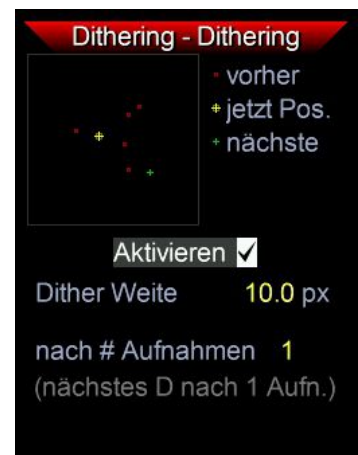 Dithering - Dithering
vorher
jetzt Pos.
nächste
Aktivieren
Dither Weite 10.0 px
nach # Aufnahmen 1
(nächstes D nach 1 Aufn.)